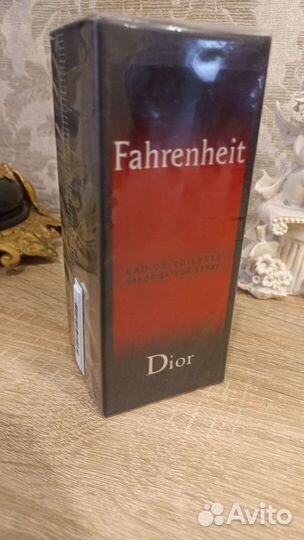 Fahrenheit
EAU DE TOILETTE
VAPORISATEUR SPRAY
Dior
Avito